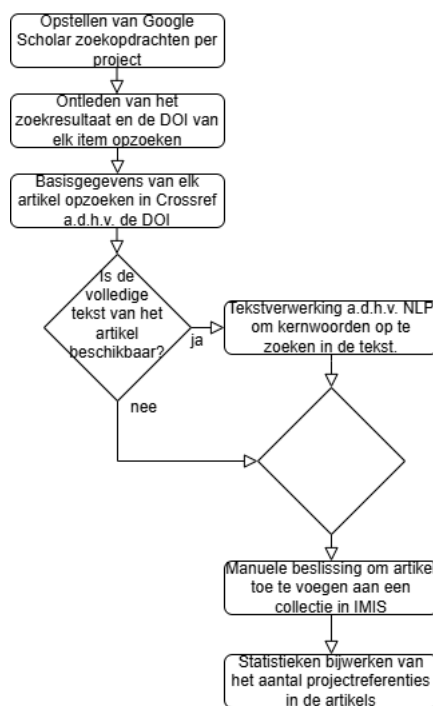 Opstellen van Google
Scholar zoekopdrachten per
project
Ontleden van het
zoekresultaat en de DOI van
elk item opzoeken
Basisgegevens van elk
artikel opzoeken in Crossref
a.d.h.v. de DOI
Is de
volledige
tekst van het
artikel
beschikbaar?
ja
nee
Tekstverwerking a.d.h.v. NLP
om kernwoorden op te
zoeken in de tekst.
Manuele beslissing om artikel
toe te voegen aan een
collectie in IMIS
Statistieken bijwerken van
het aantal projectreferenties
in de artikels